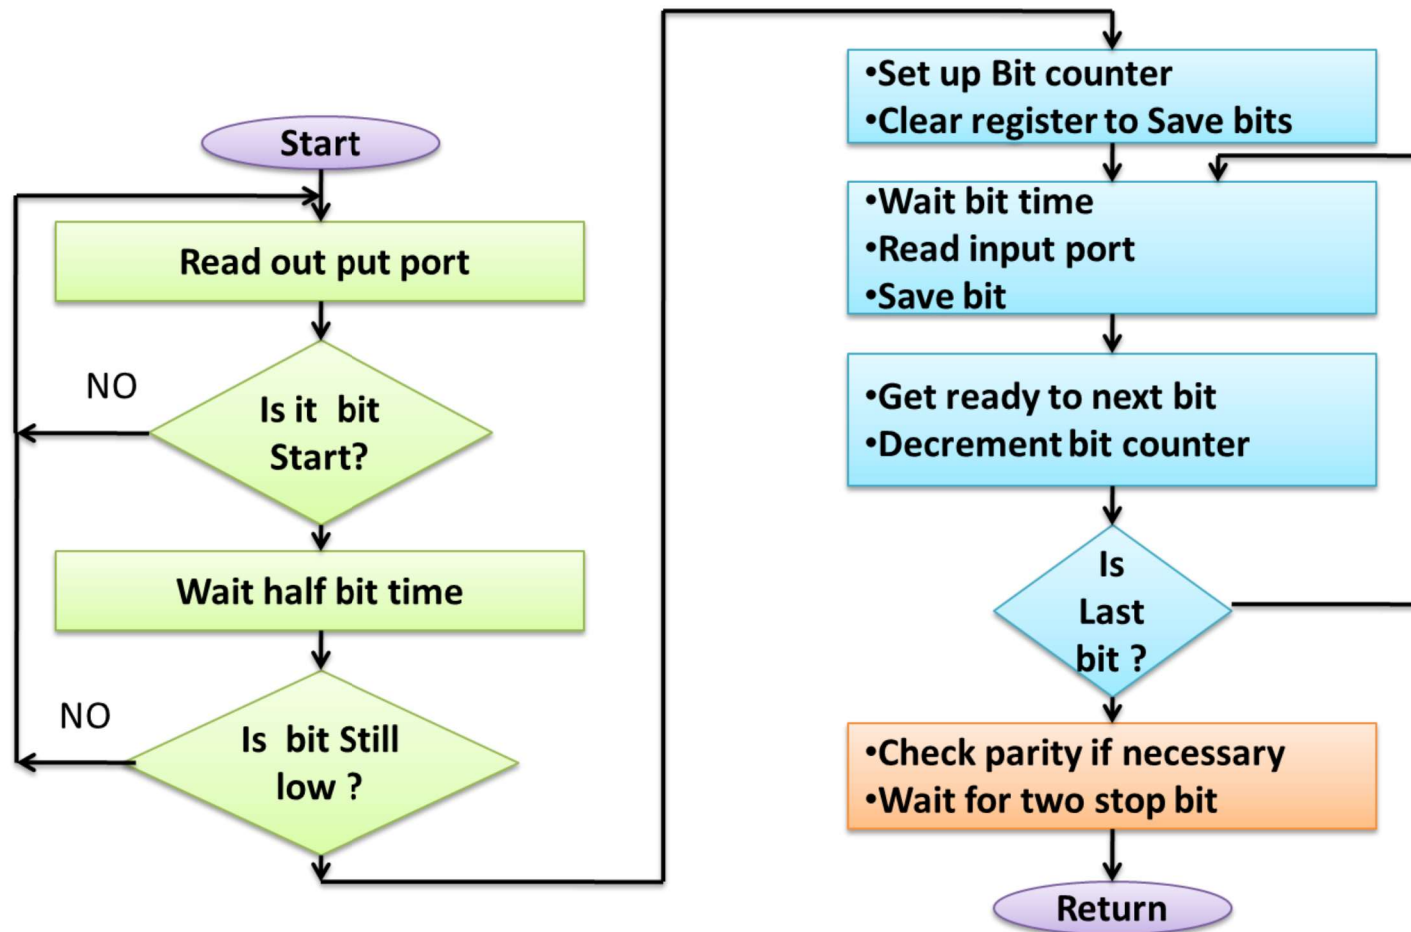 Start
Read out put port
NO
Is it bit
Start?
Wait half bit time
NO
Is bit Still
low ?
•Set up Bit counter
•Clear register to Save bits
•Wait bit time
•Read input port
•Save bit
•Get ready to next bit
•Decrement bit counter
Is
Last
bit ?
•Check parity if necessary
•Wait for two stop bit
Return